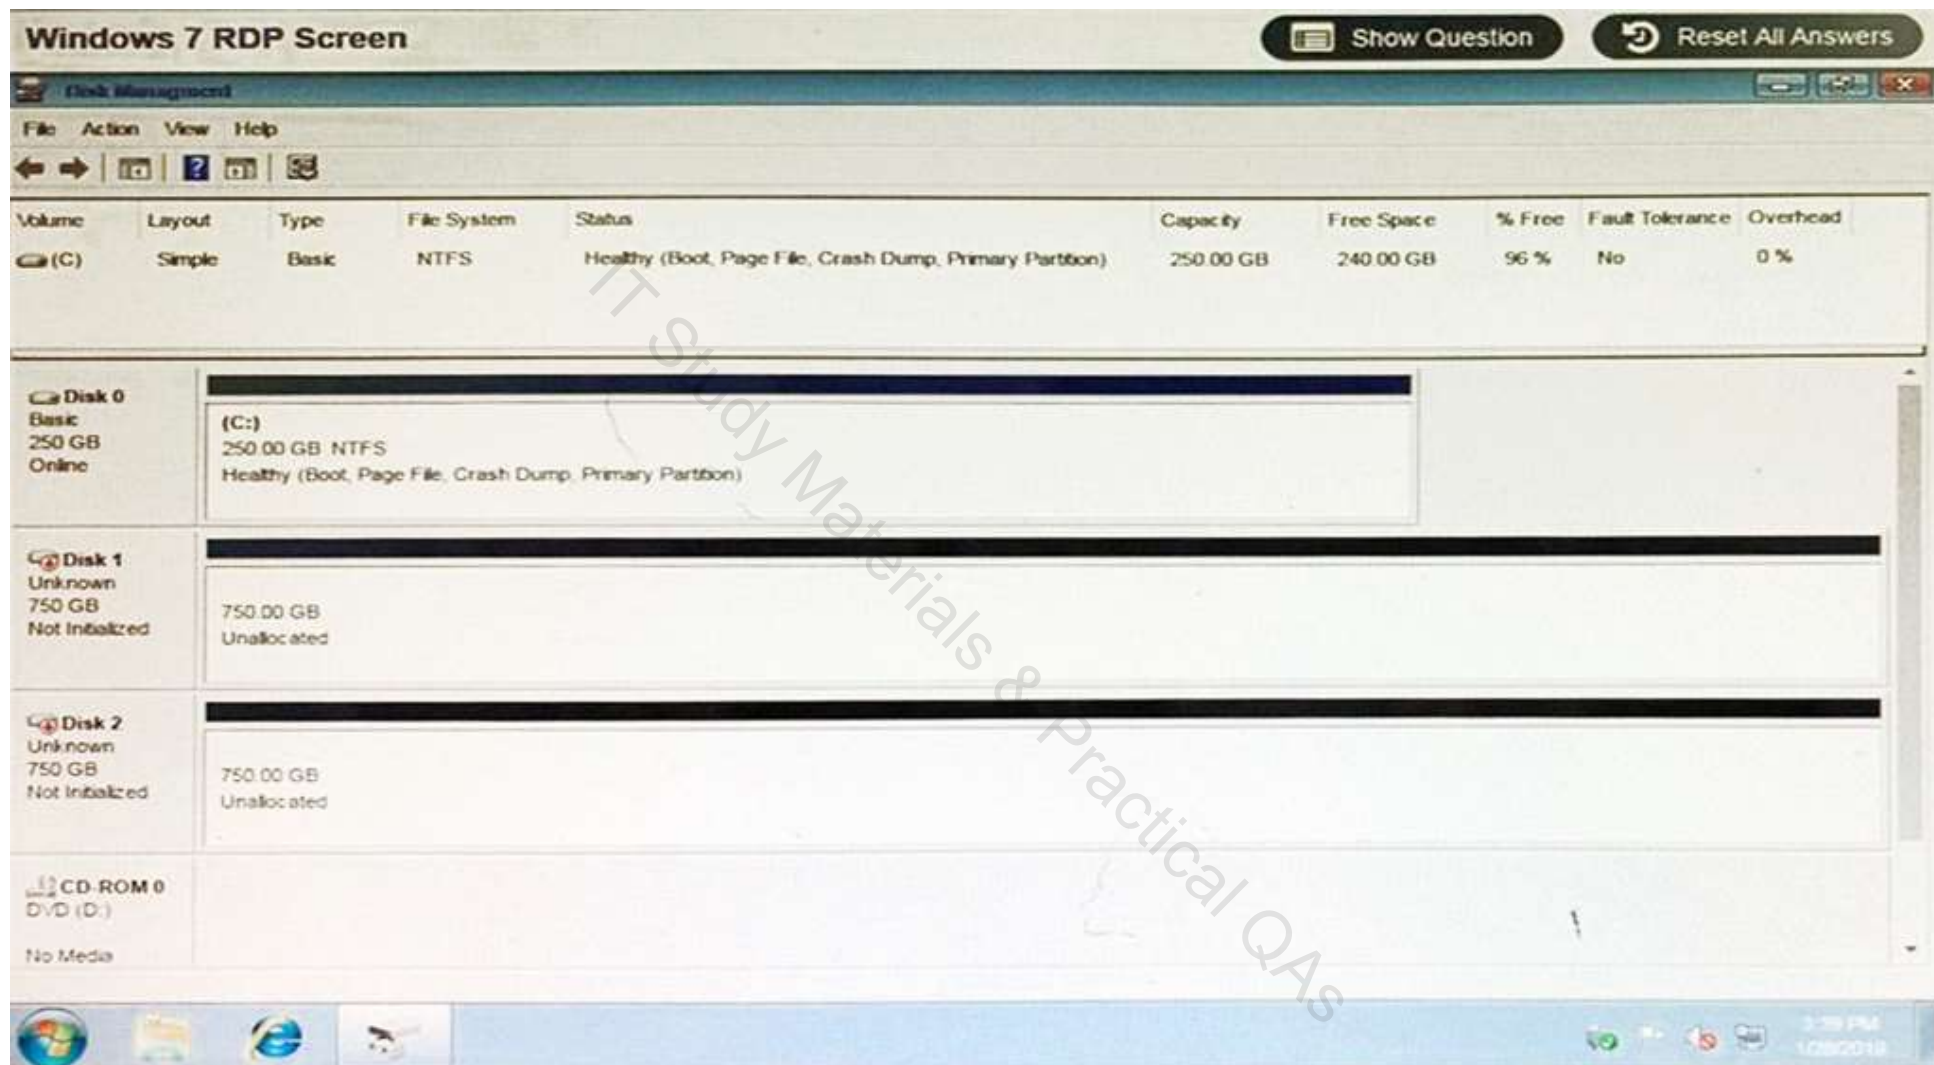 Windows 7 RDP Screen
Show Question
Reset All Answers
Disk Managment
File Action View Help
Volume Layout Type File System Status Capacity Free Space % Free Fault Tolerance Overhead
(C) Simple Basic NTFS Healthy (Boot, Page File, Crash Dump, Primary Partition) 250.00 GB 240.00 GB 96 % No 0 %
Disk 0
Basic
250 GB
Online
(C:)
250.00 GB NTFS
Healthy (Boot, Page File, Crash Dump, Primary Partition)
Disk 1
Unknown
750 GB
Not Initialized
750.00 GB
Unallocated
Disk 2
Unknown
750 GB
Not Initialized
750.00 GB
Unallocated
CD-ROM 0
DVD (D:)
No Media
IT Study Materials & Practical QAs